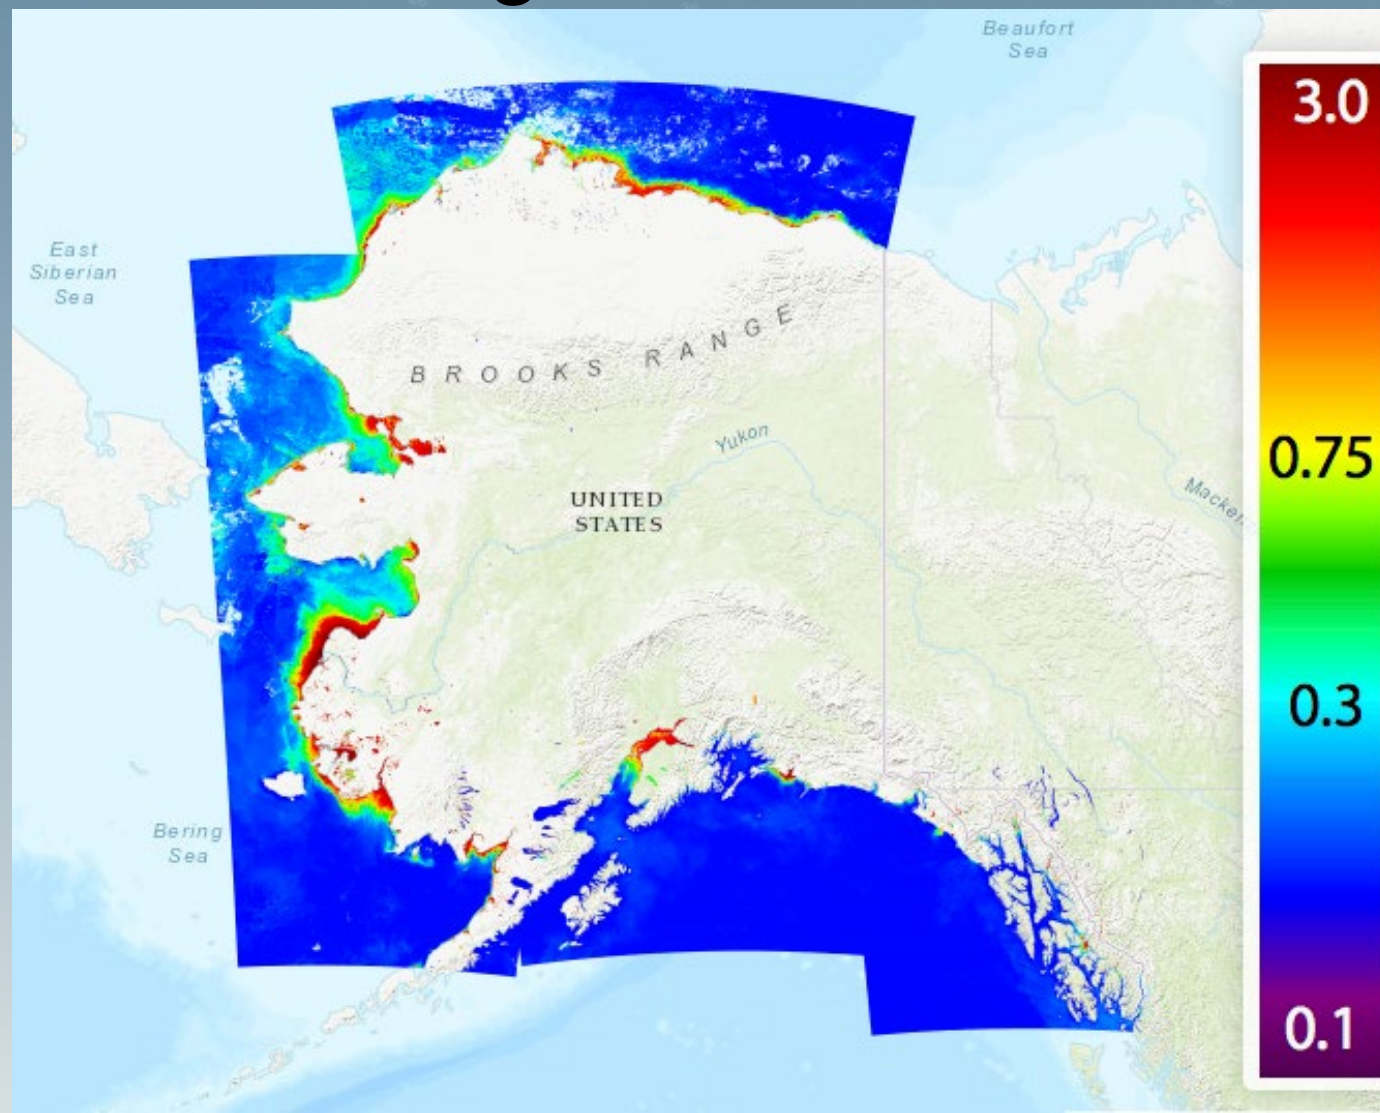 Beaufort
Sea
3.0
East
Siberian
Sea
BROOKS RANGE
Yukon
0.75
UNITED
STATES
0.3
Bering
Sea
0.1